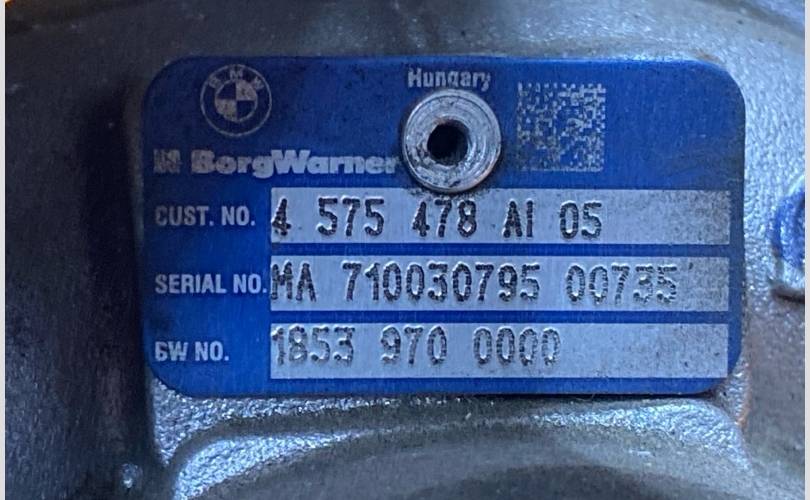 BMW
Hungary
BorgWarner
CUST. NO. 4 575 478 AI 05
SERIAL NO. MA 710030795 00735
BW NO. 1853 970 0000